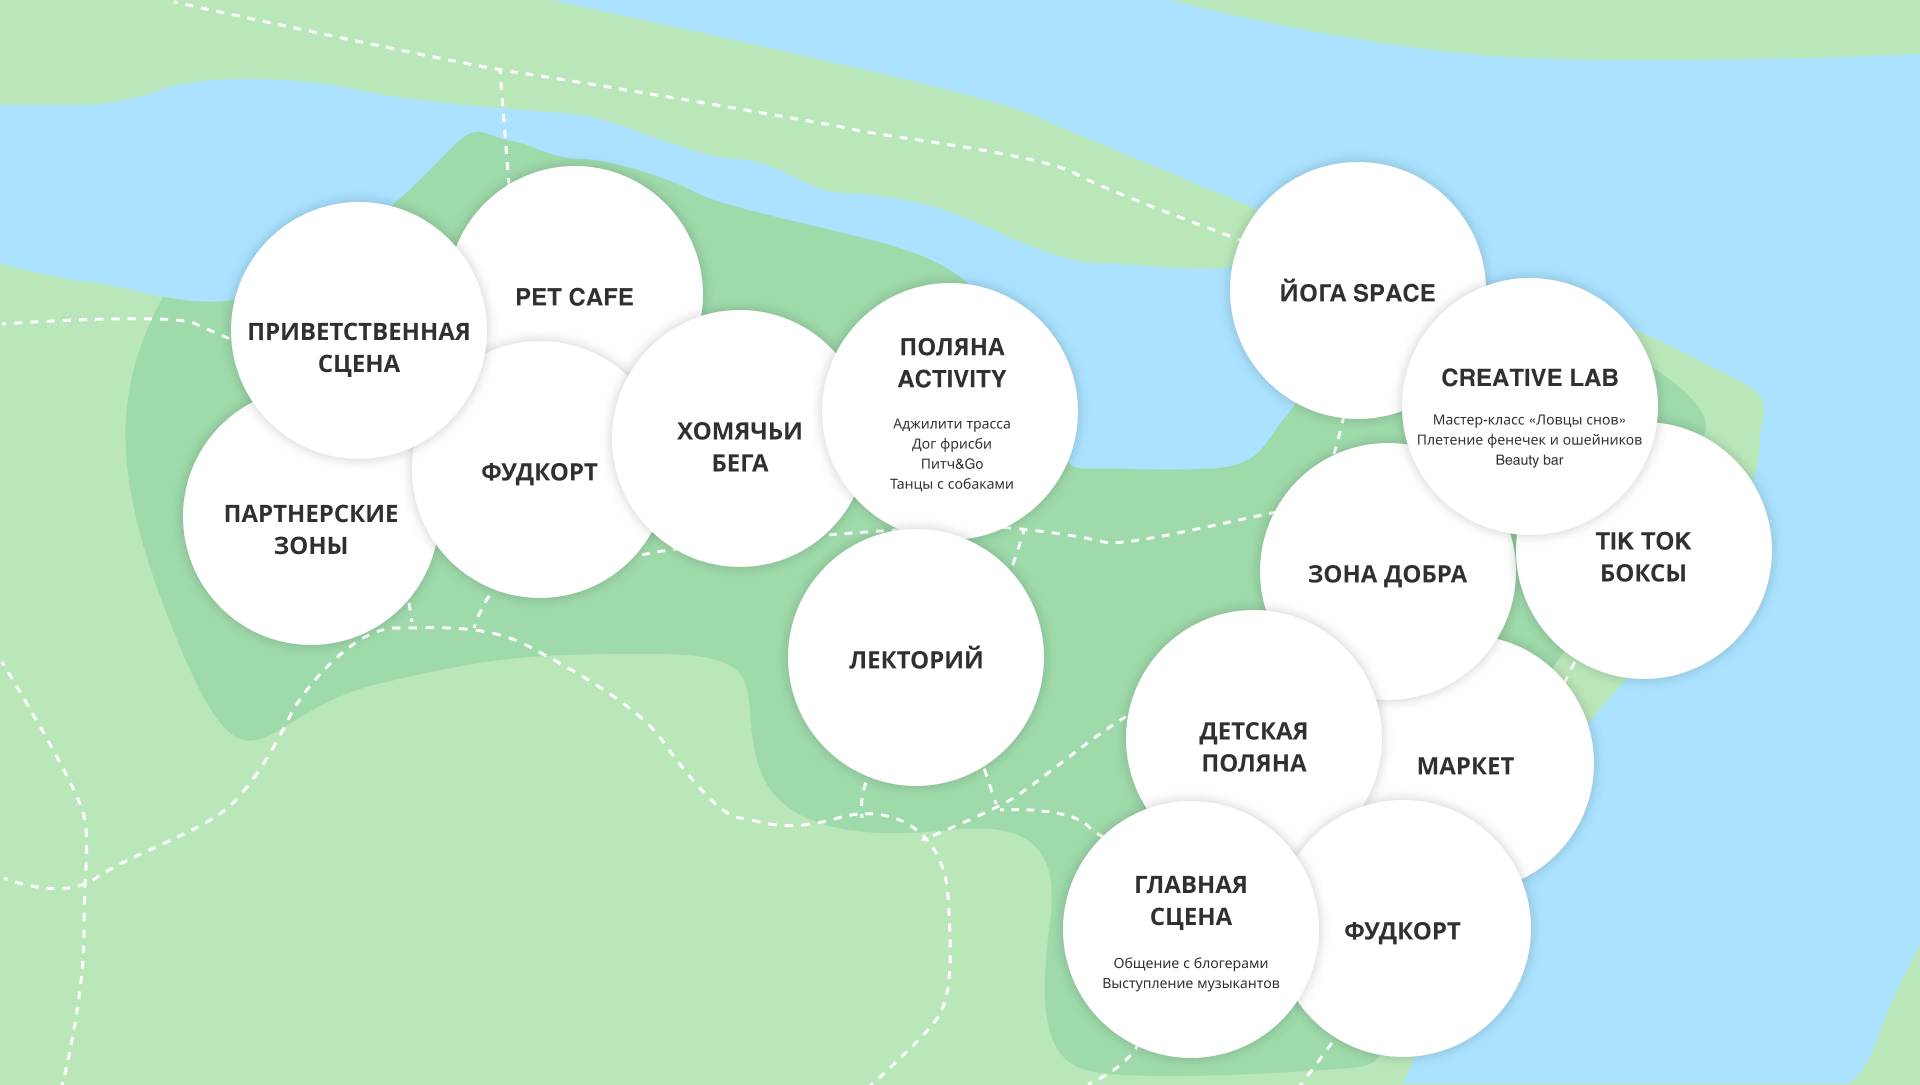 PET CAFE
ПРИВЕТСТВЕННАЯ
СЦЕНА
ФУДКОРТ
ПАРТНЕРСКИЕ
ЗОНЫ
ХОМЯЧЬИ
БЕГА
ПОЛЯНА
ACTIVITY
Аджилити трасса
Дог фрисби
Питч&Go
Танцы с собаками
ЛЕКТОРИЙ
ЙОГА SPACE
CREATIVE LAB
Мастер-класс «Ловцы снов»
Плетение фенечек и ошейников
Beauty bar
TIK TOK
БОКСЫ
ЗОНА ДОБРА
ДЕТСКАЯ
ПОЛЯНА
МАРКЕТ
ГЛАВНАЯ
СЦЕНА
Общение с блогерами
Выступление музыкантов
ФУДКОРТ